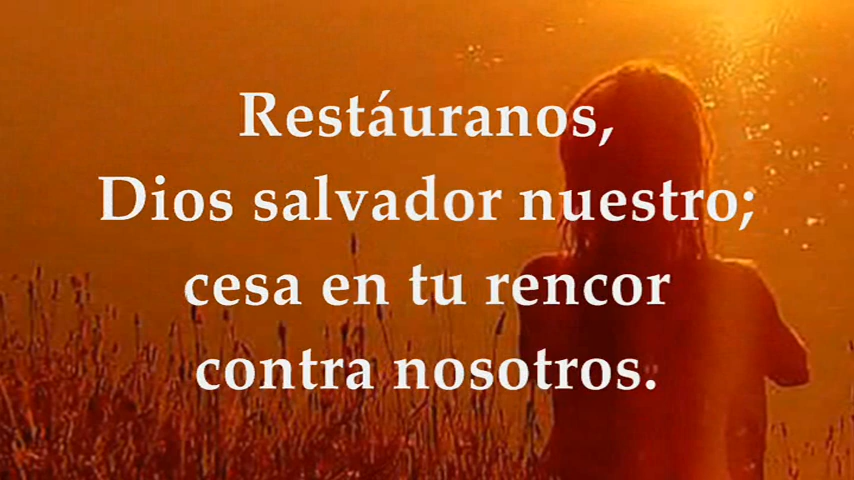 Restáuranos,
Dios salvador nuestro;
cesa en tu rencor
contra nosotros.